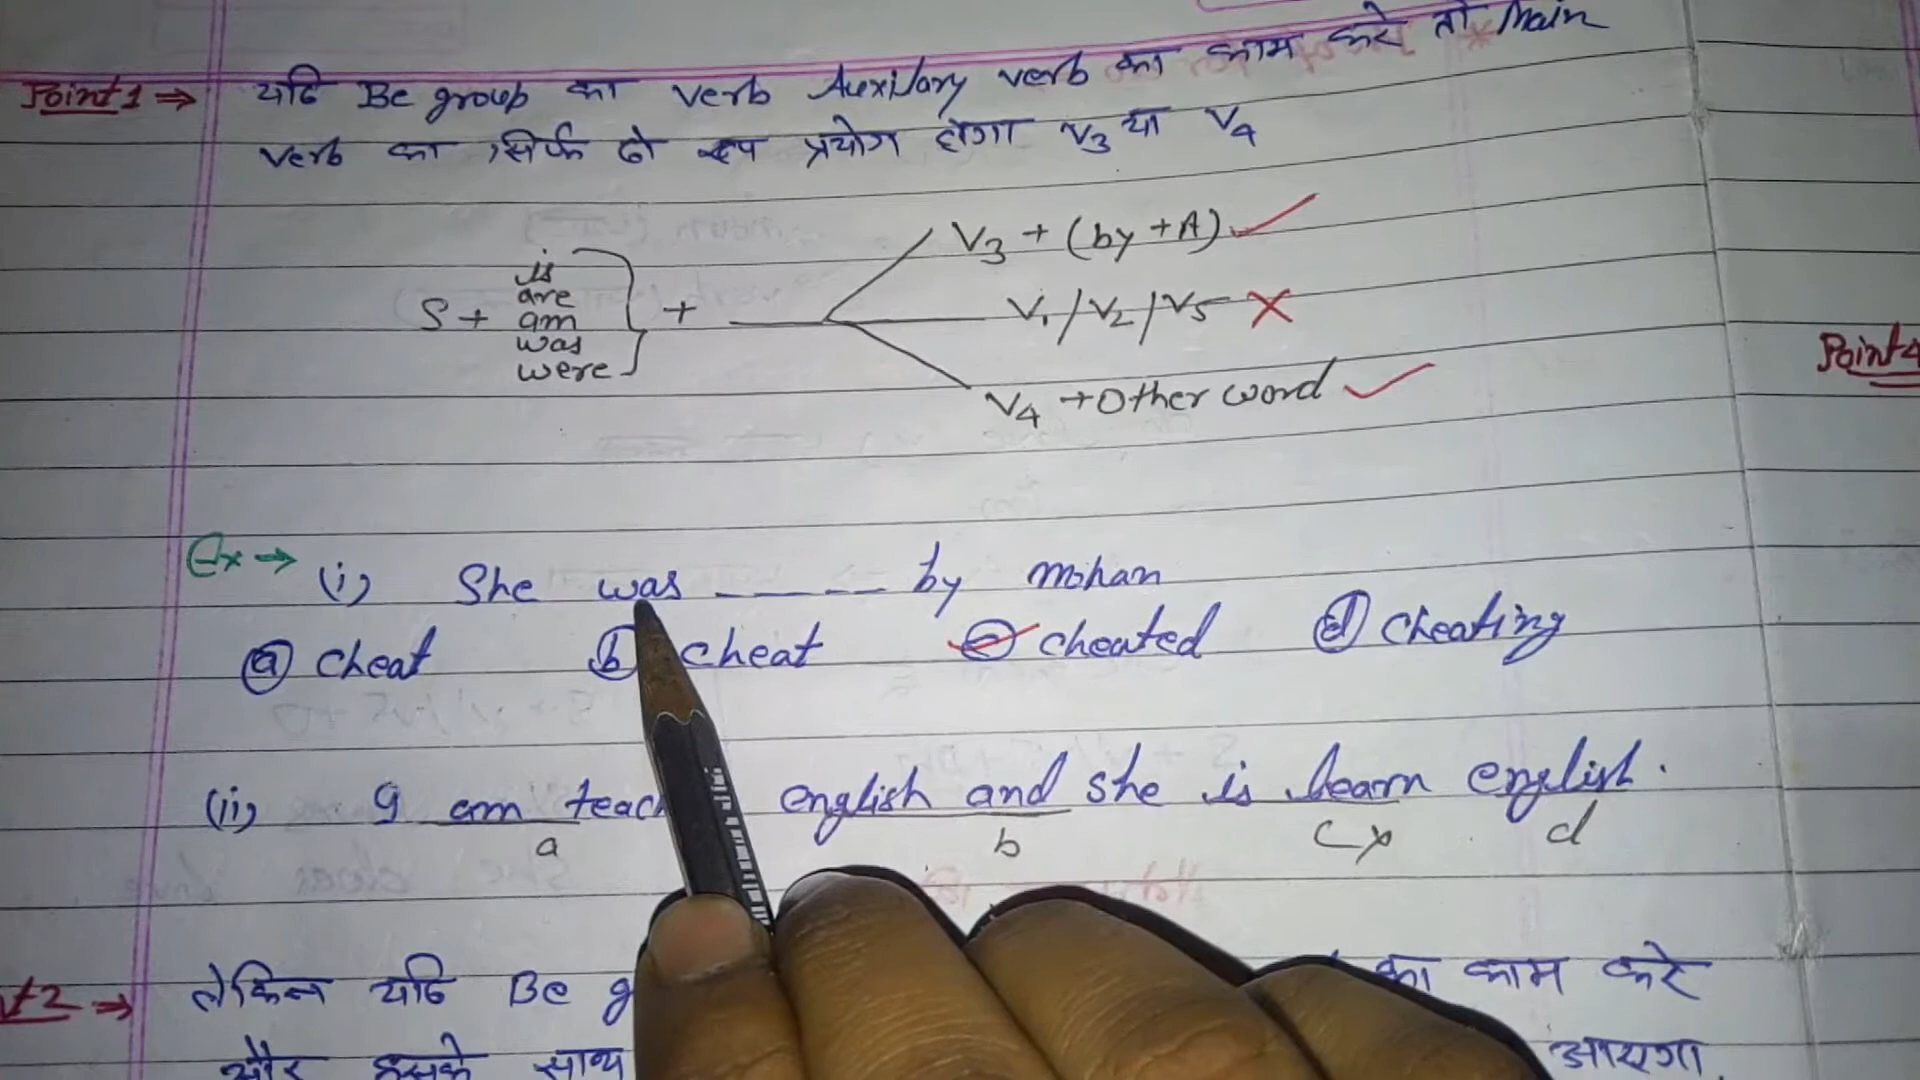 Point 1 ⇒ यदि Be group का verb Auxilary verb का काम करे तो Main
verb का सिर्फ दो रूप प्रयोग होगा V3 या V4
S + is are am was were } + ____ V3 + (by + A) ✓
V1 / V2 / V5 ✗
V4 + Other word ✓
Ex → (i) She was _____ by mohan
(a) cheat (b) cheat (c) cheated (d) cheating
(ii) I am teach english and she is learn english.
a b c × d
लेकिन यदि Be का काम करे
और इसके साथ आएगा
Point 4